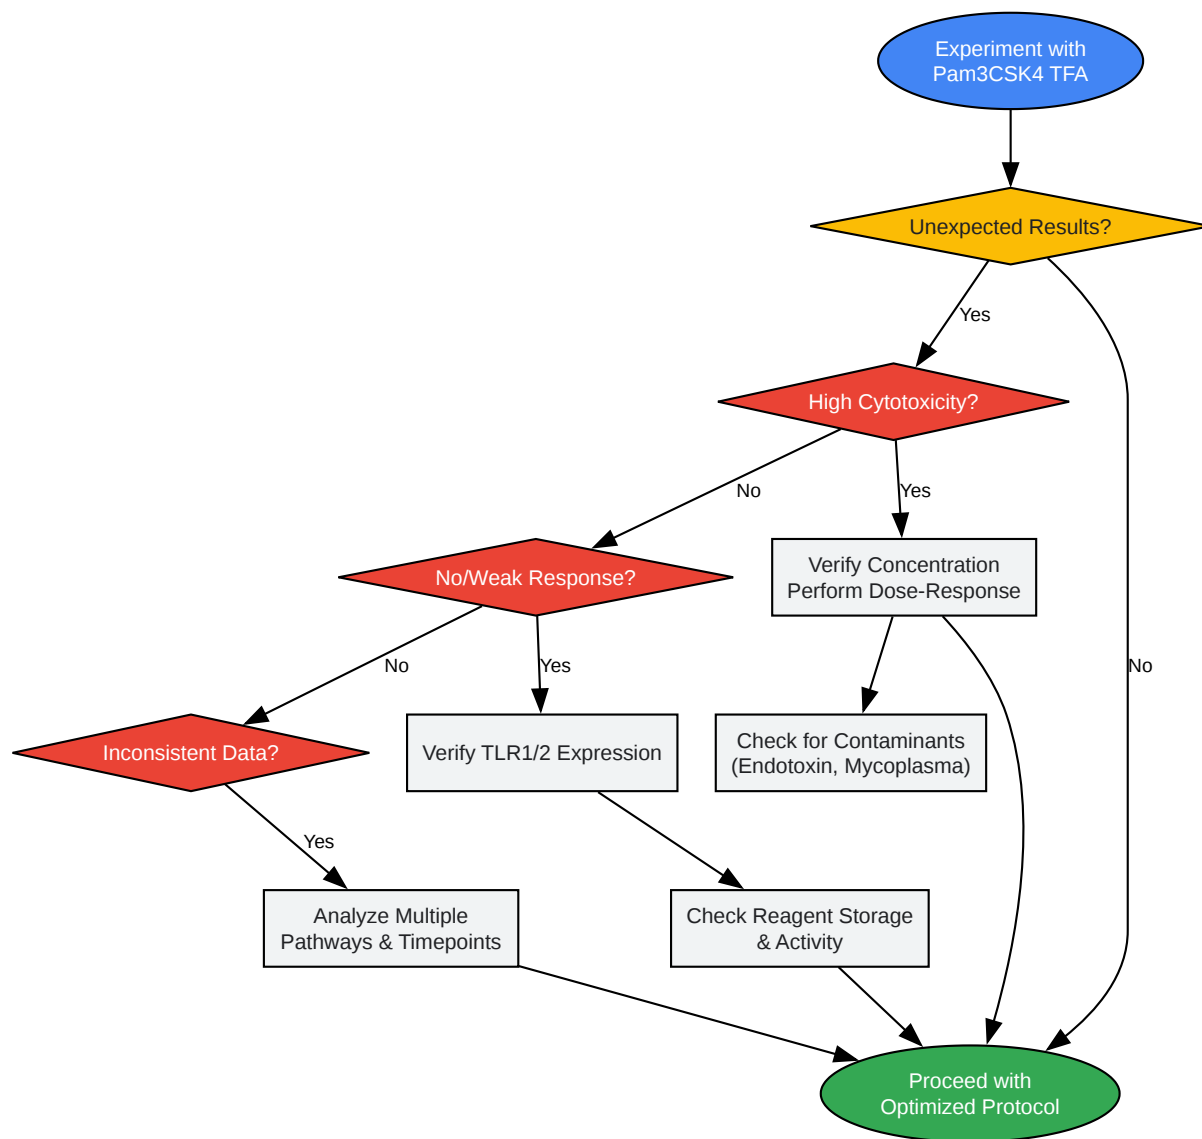 Experiment with
Pam3CSK4 TFA
Unexpected Results?
Yes
High Cytotoxicity?
No
Yes
No/Weak Response?
Verify Concentration
Perform Dose-Response
No
Yes
No
Inconsistent Data?
Verify TLR1/2 Expression
Check for Contaminants
(Endotoxin, Mycoplasma)
Yes
Analyze Multiple
Pathways & Timepoints
Check Reagent Storage
& Activity
Proceed with
Optimized Protocol